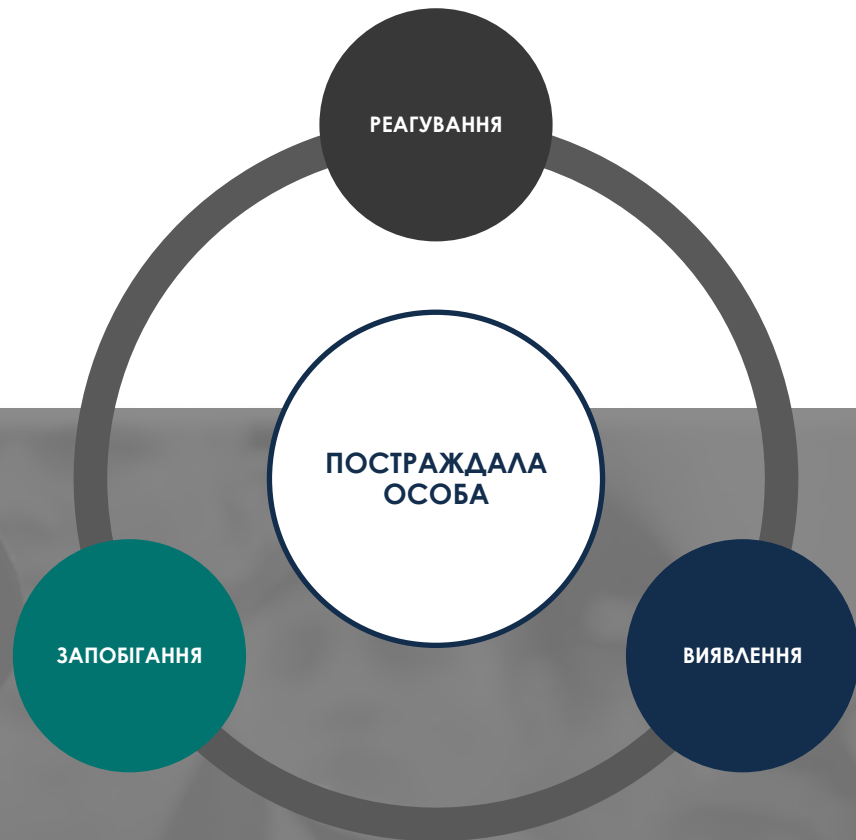 РЕАГУВАННЯ
ПОСТРАЖДАЛА
ОСОБА
ЗАПОБІГАННЯ
ВИЯВЛЕННЯ